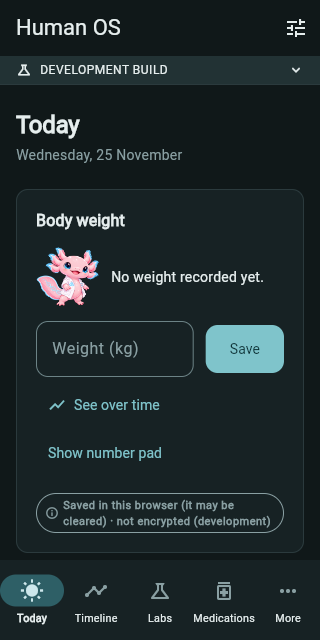 Human OS
DEVELOPMENT BUILD
Today
Wednesday, 25 November
Body weight
No weight recorded yet.
Weight (kg)
Save
See over time
Show number pad
Saved in this browser (it may be
cleared) · not encrypted (development)
Today
Timeline
Labs
Medications
More